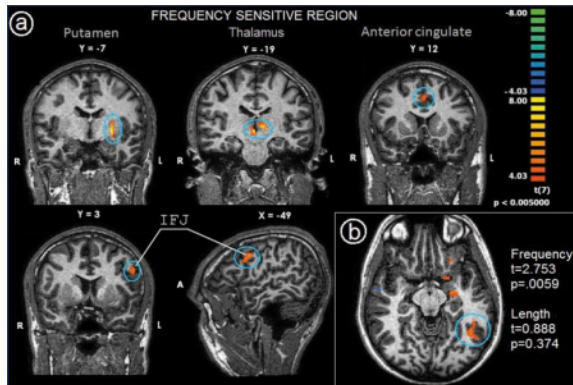 a
FREQUENCY SENSITIVE REGION
Putamen
Thalamus
Anterior cingulate
Y = -7
Y = -19
Y = 12
-8.00
-4.03
8.00
4.03
t(7)
p < 0.005000
R
L
R
L
R
L
Y = 3
IFJ
X = -49
R
L
A
b
Frequency
t=2.753
p=.0059
Length
t=0.888
p=0.374